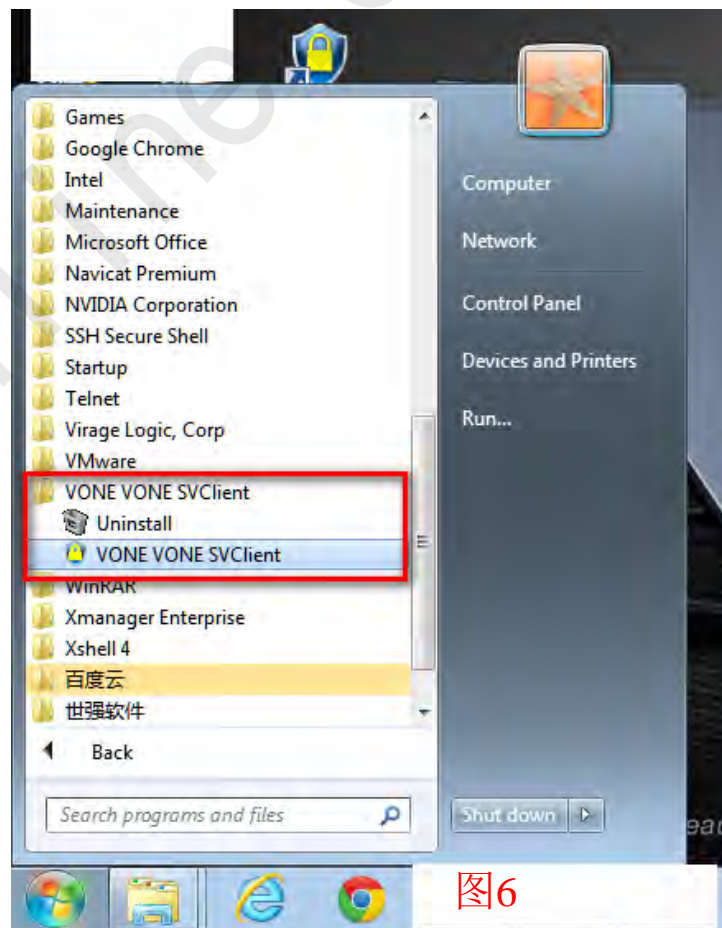 Games
Google Chrome
Intel
Maintenance
Microsoft Office
Navicat Premium
NVIDIA Corporation
SSH Secure Shell
Startup
Telnet
Virage Logic, Corp
VMware
VONE VONE SVClient
Uninstall
VONE VONE SVClient
WinRAR
Xmanager Enterprise
Xshell 4
百度云
世强软件
Back
Search programs and files
Computer
Network
Control Panel
Devices and Printers
Run...
Shut down
图6